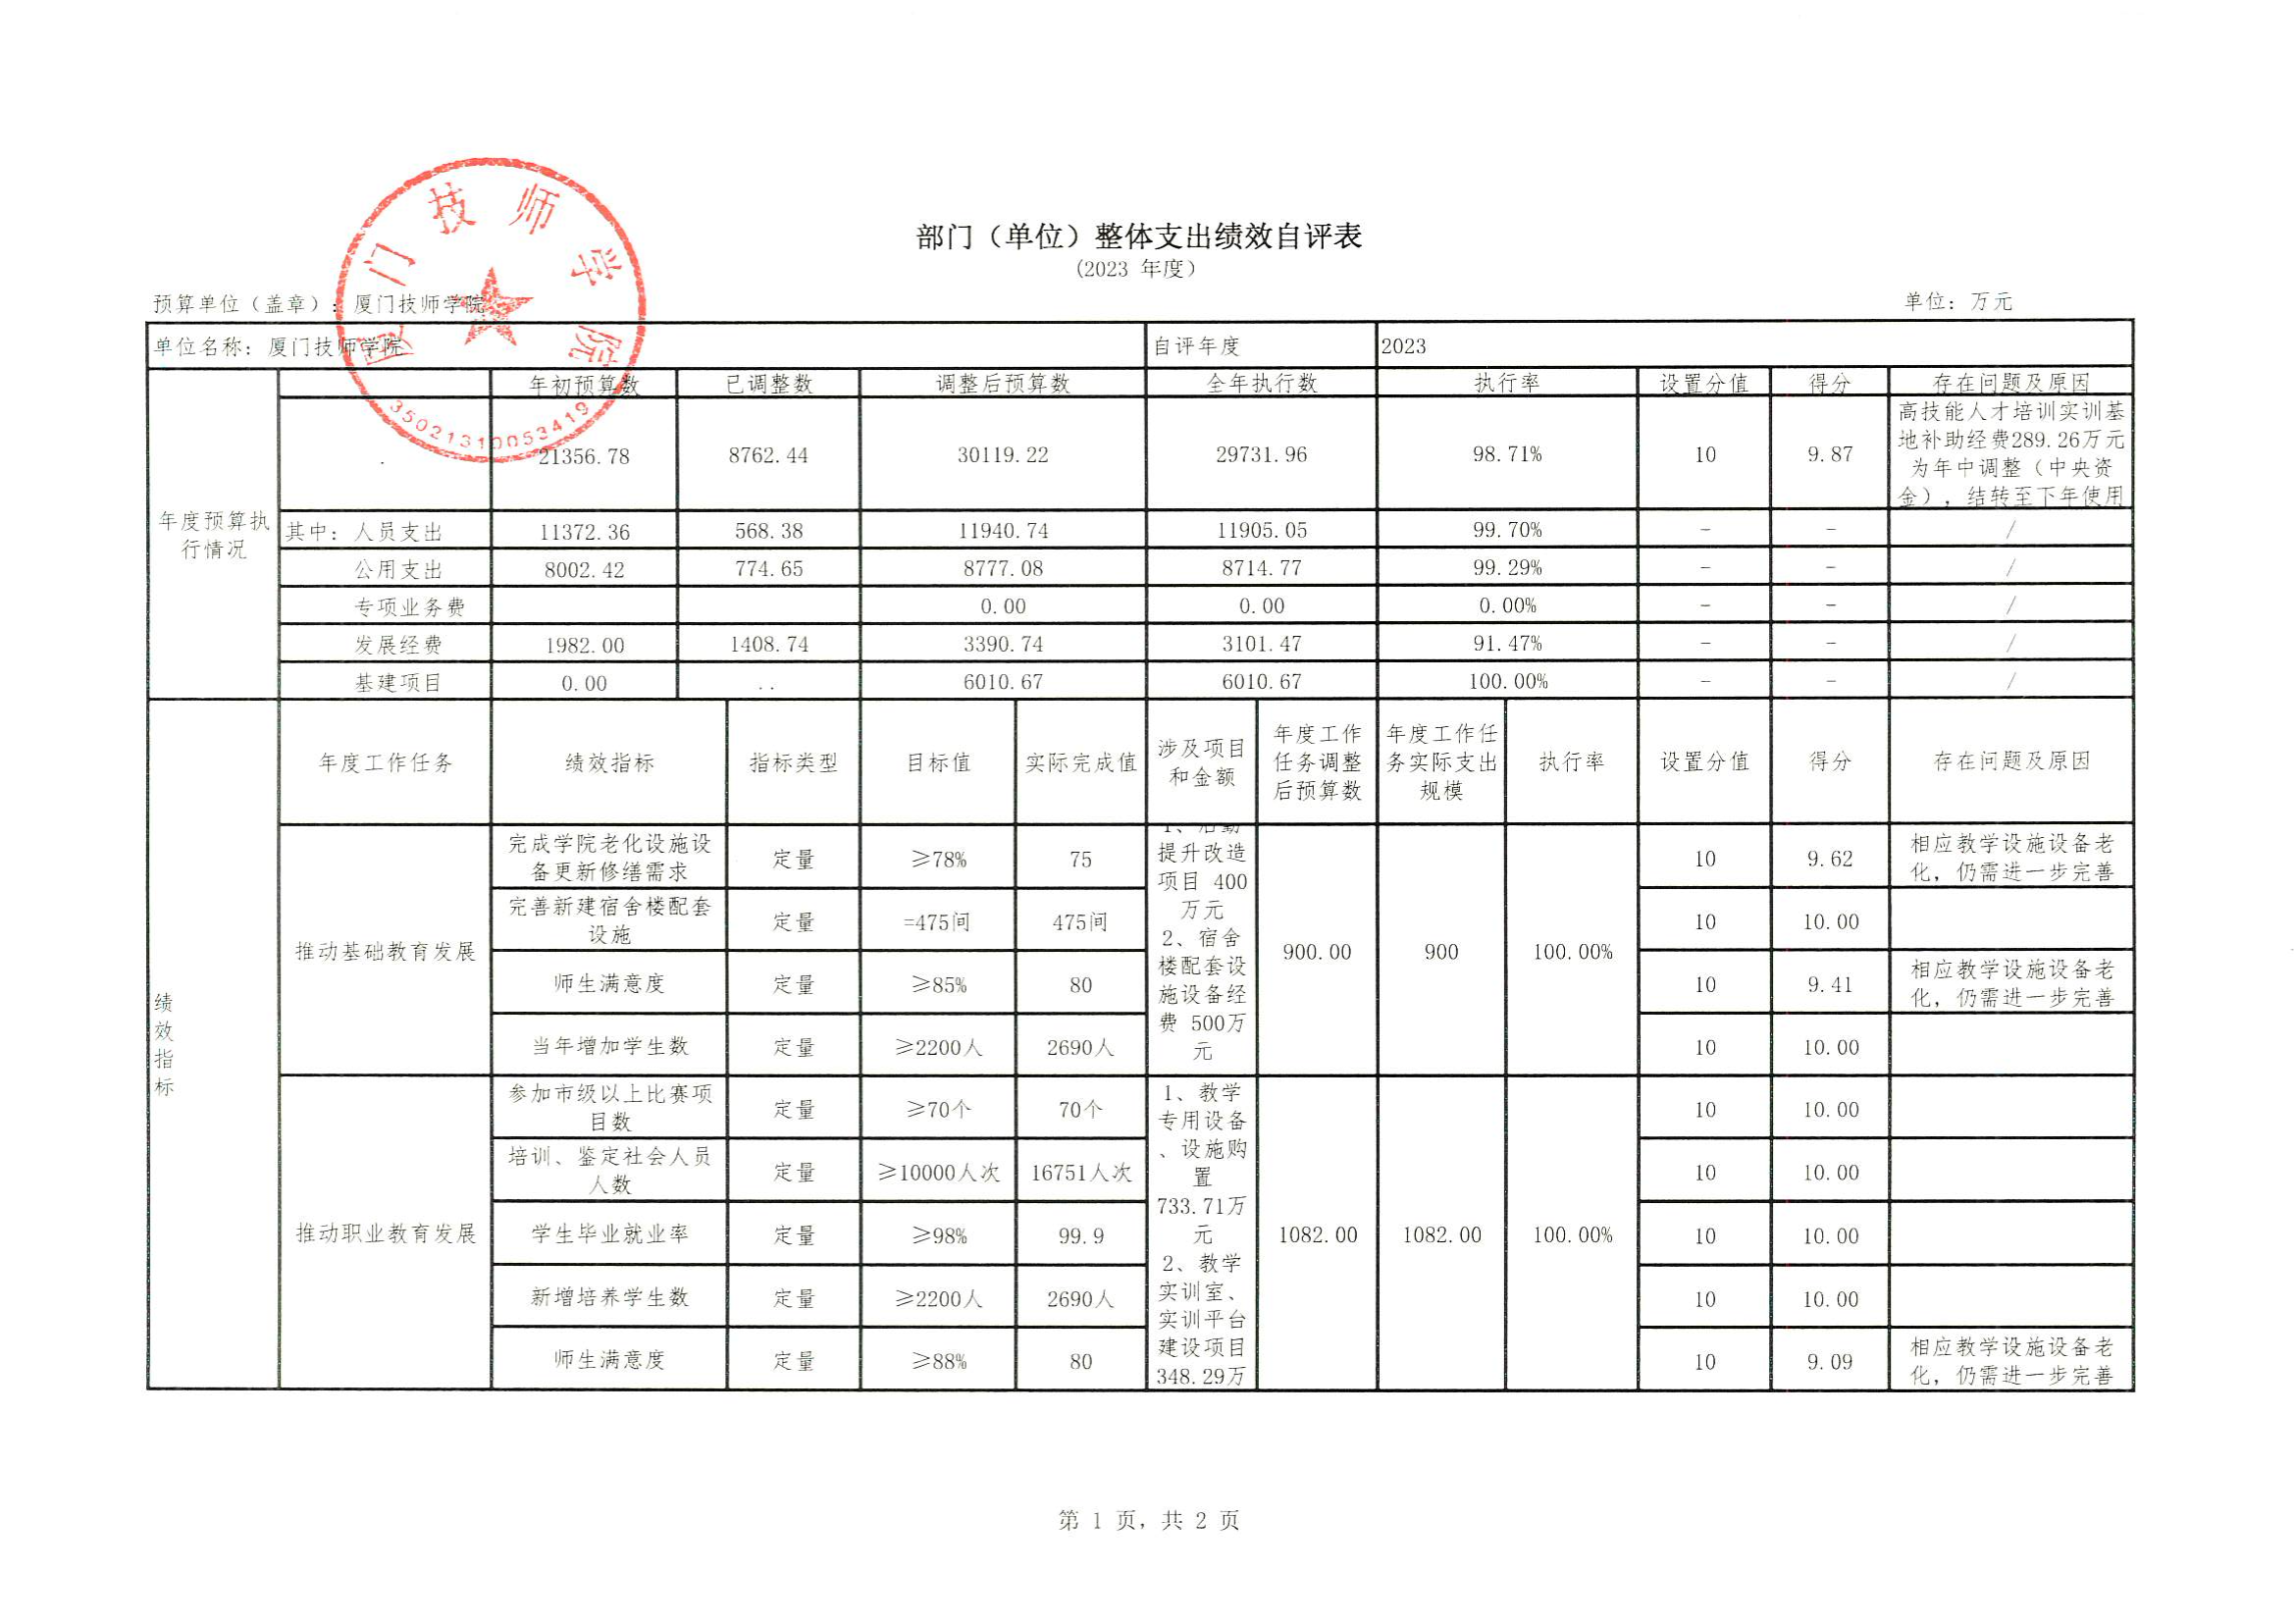 厦门技师学院
35021310053419
部门（单位）整体支出绩效自评表
（2023 年度）
预算单位（盖章）：厦门技师学院
单位：万元
单位名称：厦门技师学院 自评年度 2023
年度预算执
行情况
年初预算数 已调整数 调整后预算数 全年执行数 执行率 设置分值 得分 存在问题及原因
21356.78 8762.44 30119.22 29731.96 98.71% 10 9.87
高技能人才培训实训基
地补助经费289.26万元
为年中调整（中央资
金），结转至下年使用
其中：人员支出 11372.36 568.38 11940.74 11905.05 99.70% - - /
公用支出 8002.42 774.65 8777.08 8714.77 99.29% - - /
专项业务费 0.00 0.00 0.00% - - /
发展经费 1982.00 1408.74 3390.74 3101.47 91.47% - - /
基建项目 0.00 .. 6010.67 6010.67 100.00% - - /
绩
效
指
标
年度工作任务 绩效指标 指标类型 目标值 实际完成值
涉及项目
和金额
年度工作
任务调整
后预算数
年度工作任
务实际支出
规模
执行率 设置分值 得分 存在问题及原因
推动基础教育发展
完成学院老化设施设
备更新修缮需求
定量 ≥78% 75
1、后勤
提升改造
项目 400
万元
2、宿舍
楼配套设
施设备经
费 500万
元
900.00 900 100.00%
10 9.62
相应教学设施设备老
化，仍需进一步完善
完善新建宿舍楼配套
设施
定量 =475间 475间 10 10.00
师生满意度 定量 ≥85% 80 10 9.41
相应教学设施设备老
化，仍需进一步完善
当年增加学生数 定量 ≥2200人 2690人 10 10.00
推动职业教育发展
参加市级以上比赛项
目数
定量 ≥70个 70个
1、教学
专用设备
、设施购
置
733.71万
元
2、教学
实训室、
实训平台
建设项目
348.29万
1082.00 1082.00 100.00%
10 10.00
培训、鉴定社会人员
人数
定量 ≥10000人次 16751人次 10 10.00
学生毕业就业率 定量 ≥98% 99.9 10 10.00
新增培养学生数 定量 ≥2200人 2690人 10 10.00
师生满意度 定量 ≥88% 80 10 9.09
相应教学设施设备老
化，仍需进一步完善
第 1 页，共 2 页